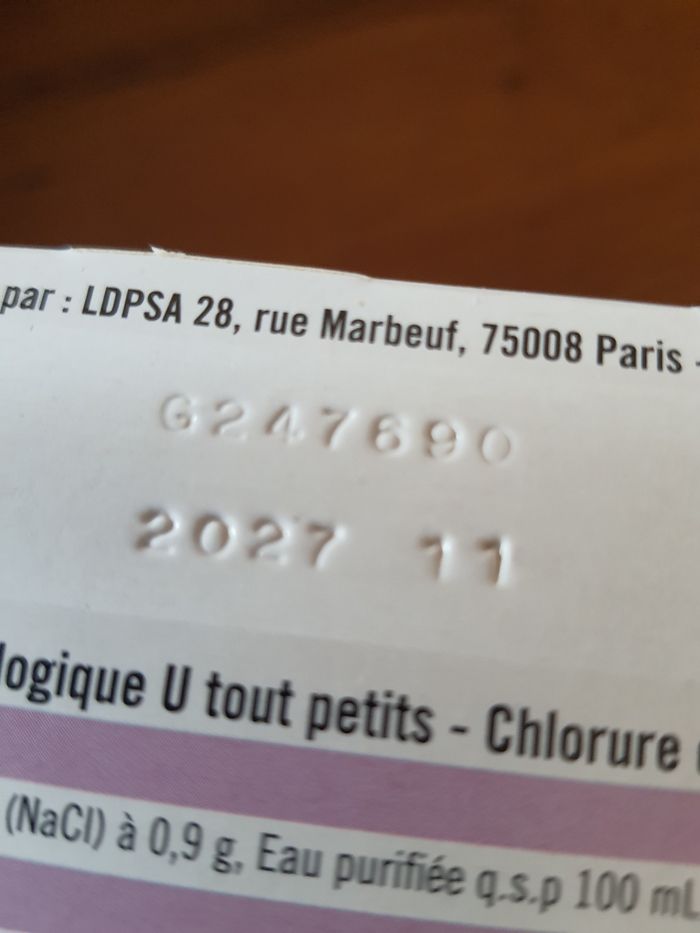 par : LDPSA 28, rue Marbeuf, 75008 Paris -
G247690
2027 11
logique U tout petits - Chlorure
(NaCl) à 0,9 g, Eau purifiée q.s.p 100 mL